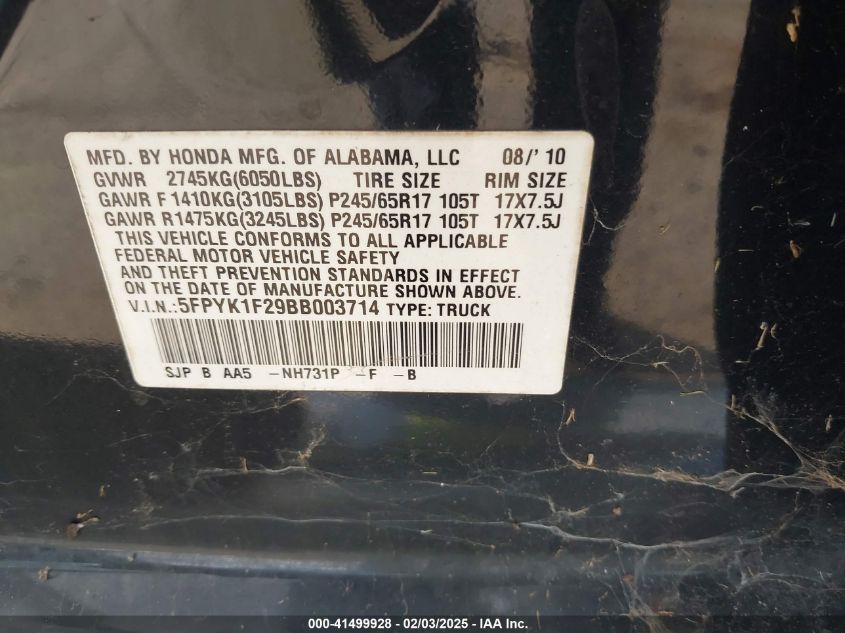 MFD. BY HONDA MFG. OF ALABAMA, LLC 08/' 10
GVWR 2745KG(6050LBS) TIRE SIZE RIM SIZE
GAWR F 1410KG(3105LBS) P245/65R17 105T 17X7.5J
GAWR R1475KG(3245LBS) P245/65R17 105T 17X7.5J
THIS VEHICLE CONFORMS TO ALL APPLICABLE
FEDERAL MOTOR VEHICLE SAFETY
AND THEFT PREVENTION STANDARDS IN EFFECT
ON THE DATE OF MANUFACTURE SHOWN ABOVE.
V.I.N.:5FPYK1F29BB003714 TYPE: TRUCK
SJP B AA5 -NH731P -F -B
000-41499928 - 02/03/2025 - IAA Inc.